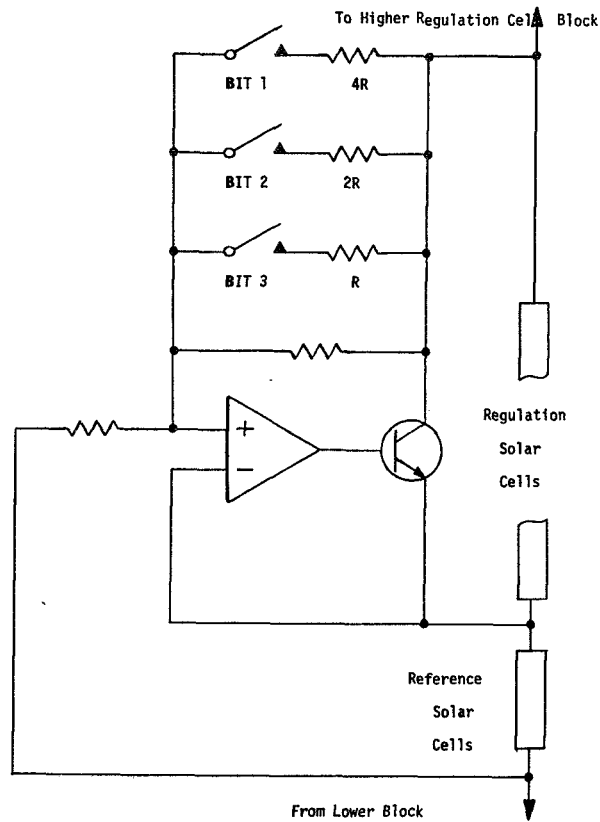 To Higher Regulation Cell Block
BIT 1
4R
BIT 2
2R
BIT 3
R
+
−
Regulation
Solar
Cells
Reference
Solar
Cells
From Lower Block